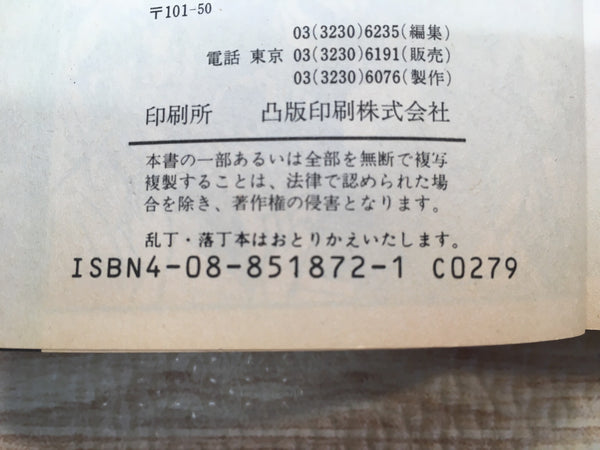 〒101-50
03(3230)6235(編集)
電話 東京 03(3230)6191(販売)
03(3230)6076(製作)
印刷所 凸版印刷株式会社
本書の一部あるいは全部を無断で複写
複製することは、法律で認められた場
合を除き、著作権の侵害となります。
乱丁・落丁本はおとりかえいたします。
ISBN4-08-851872-1 C0279